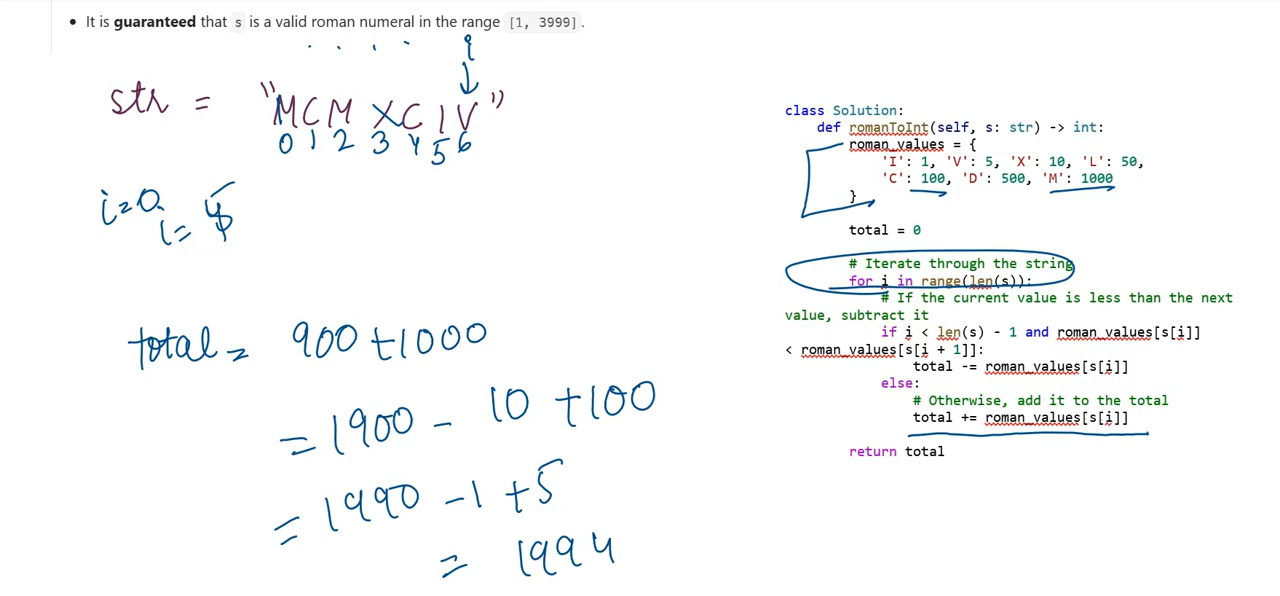 It is guaranteed that s is a valid roman numeral in the range [1, 3999].
str = "MCMXCIV"
0 1 2 3 4 5 6
i=0
i=
total = 900+1000
= 1900 - 10 +100
= 1990 -1 +5
= 1994
class Solution:
def romanToInt(self, s: str) -> int:
roman_values = {
'I': 1, 'V': 5, 'X': 10, 'L': 50,
'C': 100, 'D': 500, 'M': 1000
}
total = 0
# Iterate through the string
for i in range(len(s)):
# If the current value is less than the next
value, subtract it
if i < len(s) - 1 and roman_values[s[i]]
< roman_values[s[i + 1]]:
total -= roman_values[s[i]]
else:
# Otherwise, add it to the total
total += roman_values[s[i]]
return total